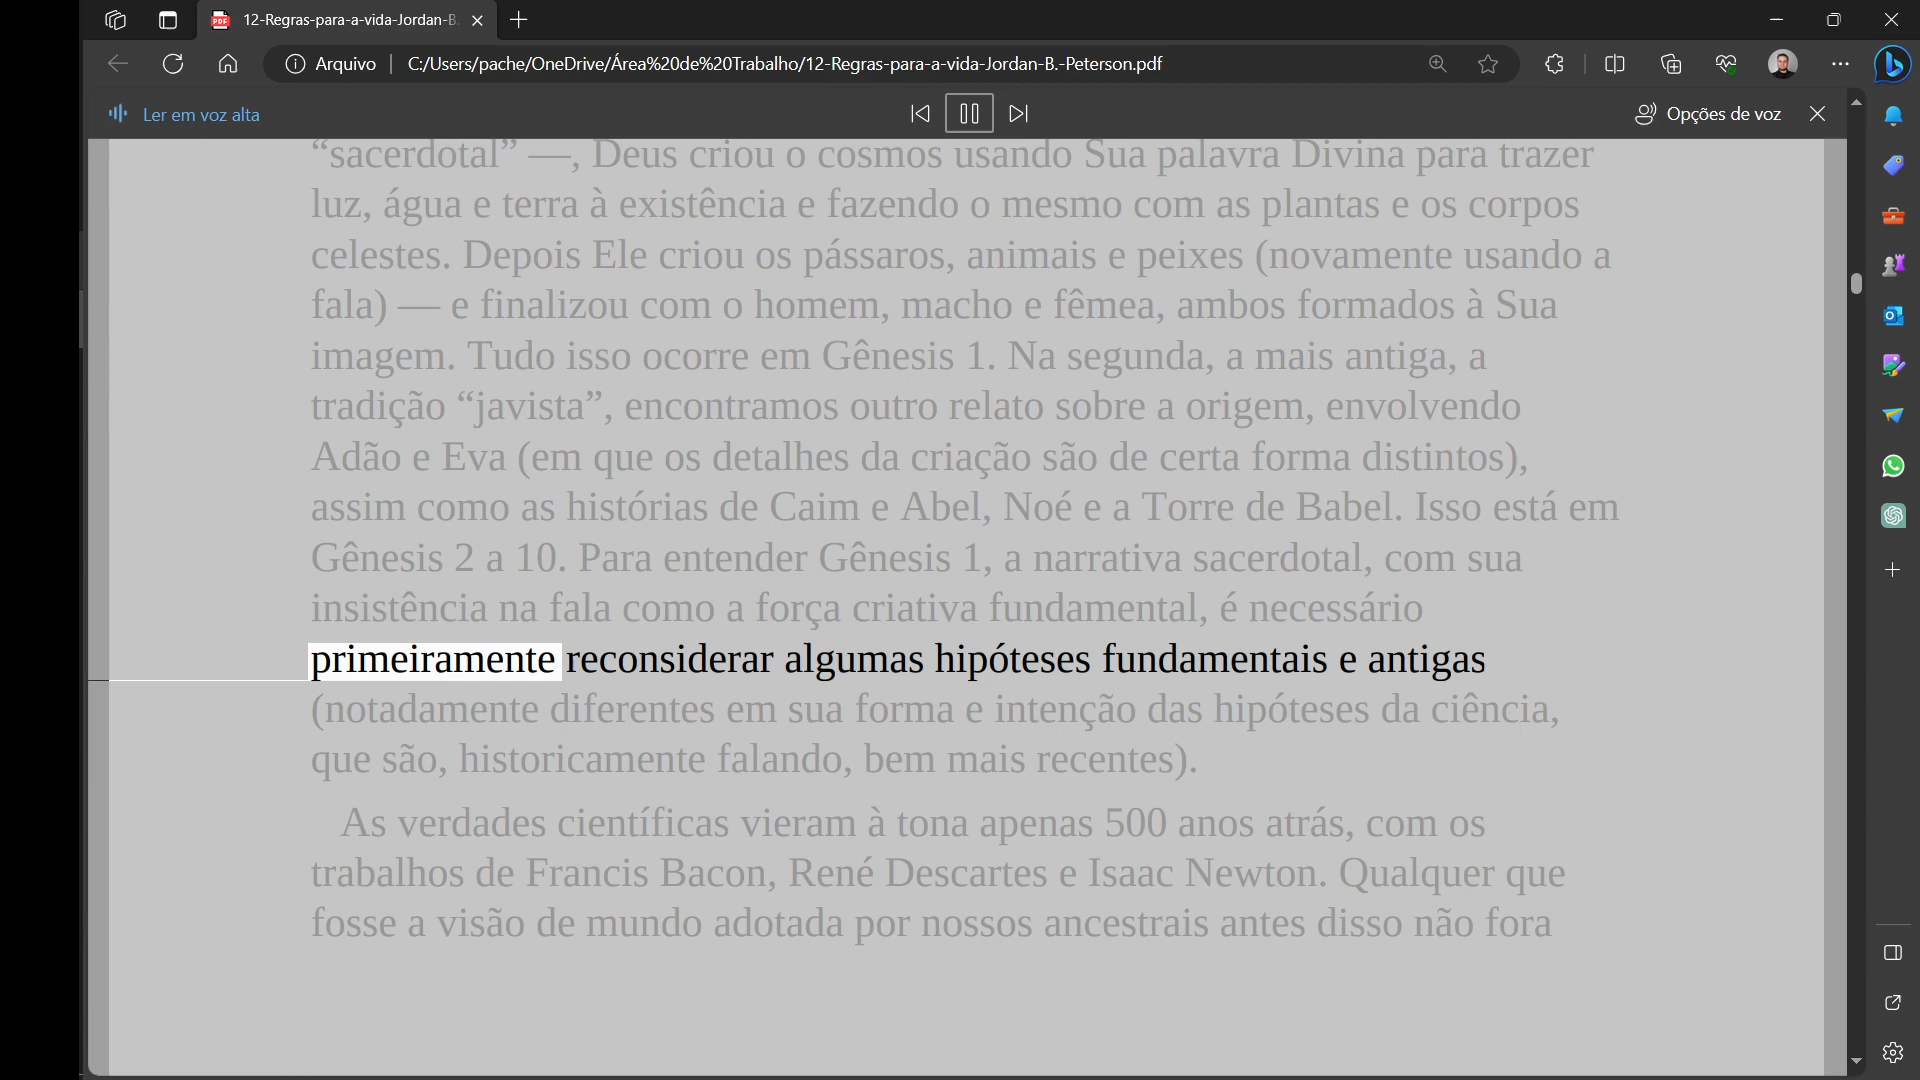 12-Regras-para-a-vida-Jordan-B.
Arquivo
C:/Users/pache/OneDrive/Área%20de%20Trabalho/12-Regras-para-a-vida-Jordan-B.-Peterson.pdf
Ler em voz alta
Opções de voz
“sacerdotal” —, Deus criou o cosmos usando Sua palavra Divina para trazer
luz, água e terra à existência e fazendo o mesmo com as plantas e os corpos
celestes. Depois Ele criou os pássaros, animais e peixes (novamente usando a
fala) — e finalizou com o homem, macho e fêmea, ambos formados à Sua
imagem. Tudo isso ocorre em Gênesis 1. Na segunda, a mais antiga, a
tradição “javista”, encontramos outro relato sobre a origem, envolvendo
Adão e Eva (em que os detalhes da criação são de certa forma distintos),
assim como as histórias de Caim e Abel, Noé e a Torre de Babel. Isso está em
Gênesis 2 a 10. Para entender Gênesis 1, a narrativa sacerdotal, com sua
insistência na fala como a força criativa fundamental, é necessário
primeiramente reconsiderar algumas hipóteses fundamentais e antigas
(notadamente diferentes em sua forma e intenção das hipóteses da ciência,
que são, historicamente falando, bem mais recentes).
As verdades científicas vieram à tona apenas 500 anos atrás, com os
trabalhos de Francis Bacon, René Descartes e Isaac Newton. Qualquer que
fosse a visão de mundo adotada por nossos ancestrais antes disso não fora